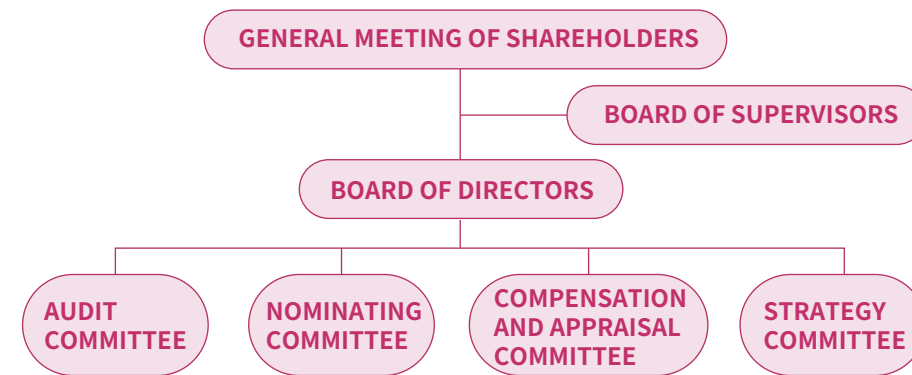 GENERAL MEETING OF SHAREHOLDERS
BOARD OF SUPERVISORS
BOARD OF DIRECTORS
AUDIT
COMMITTEE
NOMINATING
COMMITTEE
COMPENSATION
AND APPRAISAL
COMMITTEE
STRATEGY
COMMITTEE